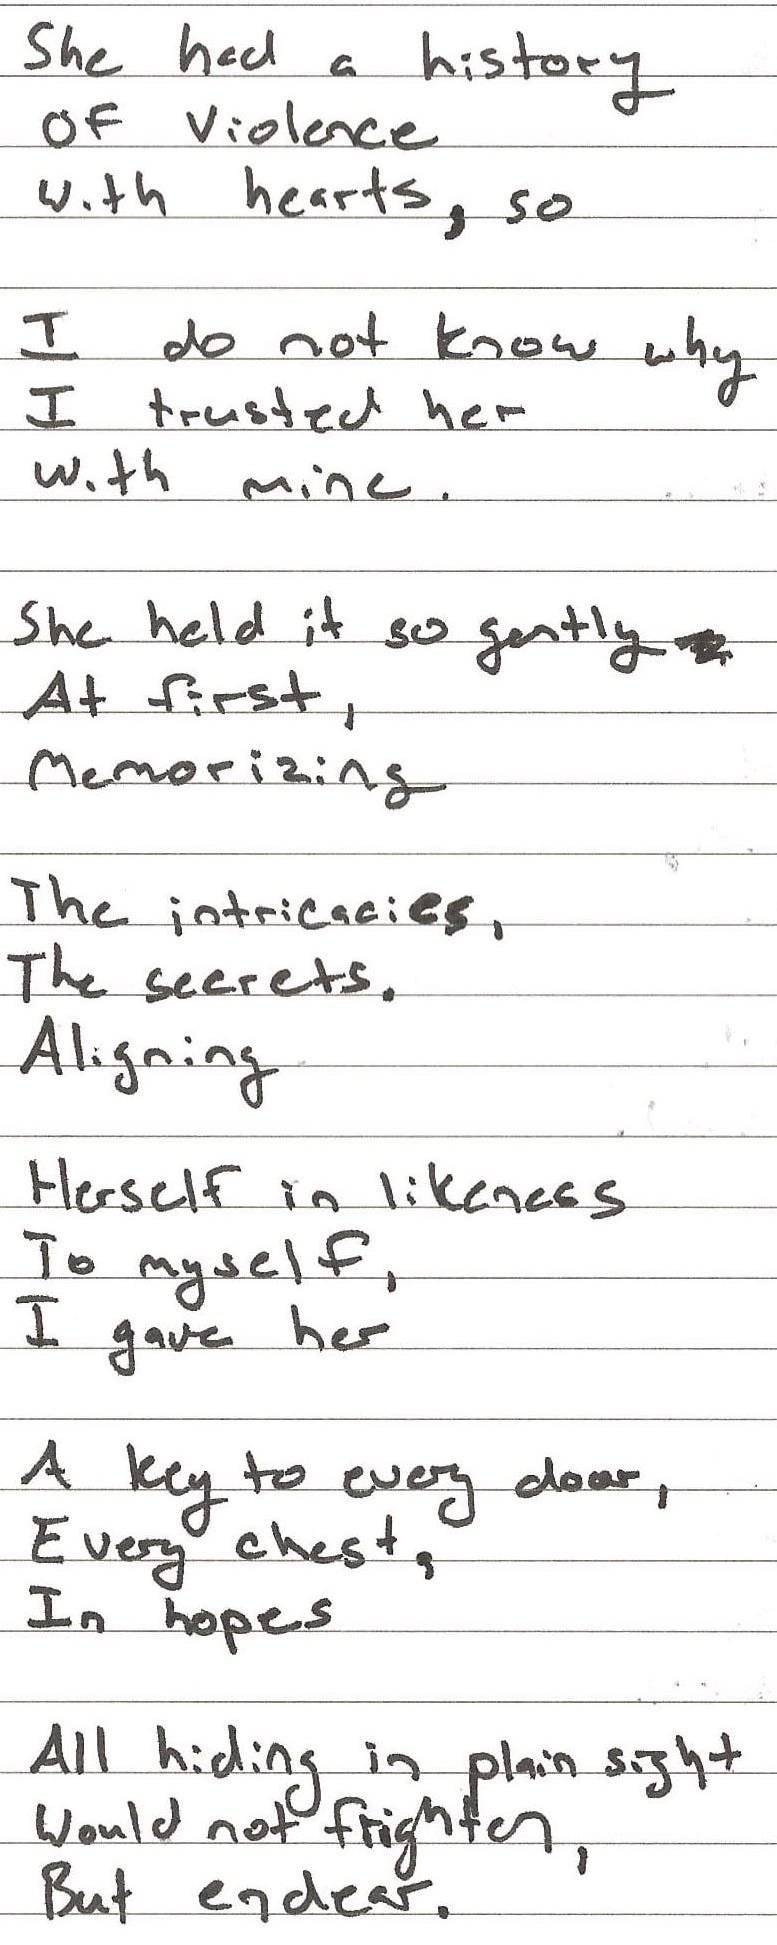 She had a history
Of Violence
with hearts, so
I do not know why
I trusted her
with mine.
She held it so gently
At first,
Memorizing
The intricacies,
The secrets.
Aligning
Herself in likeness
To myself,
I gave her
A key to every door,
Every chest,
In hopes
All hiding in plain sight
Would not frighten,
But endear.